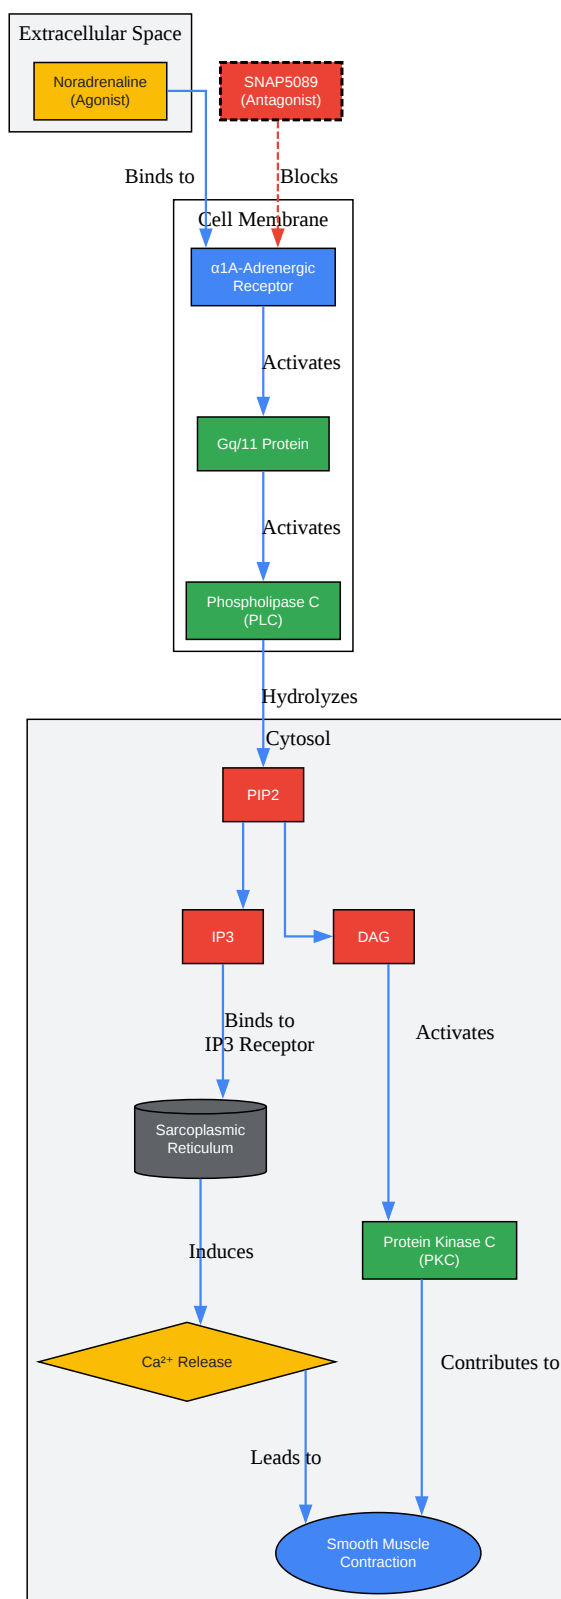 Extracellular Space
Noradrenaline
(Agonist)
SNAP5089
(Antagonist)
Binds to
Blocks
Cell Membrane
α1A-Adrenergic
Receptor
Activates
Gq/11 Protein
Activates
Phospholipase C
(PLC)
Hydrolyzes
Cytosol
PIP2
IP3
DAG
Binds to
IP3 Receptor
Activates
Sarcoplasmic
Reticulum
Protein Kinase C
(PKC)
Induces
Ca²⁺ Release
Contributes to
Leads to
Smooth Muscle
Contraction